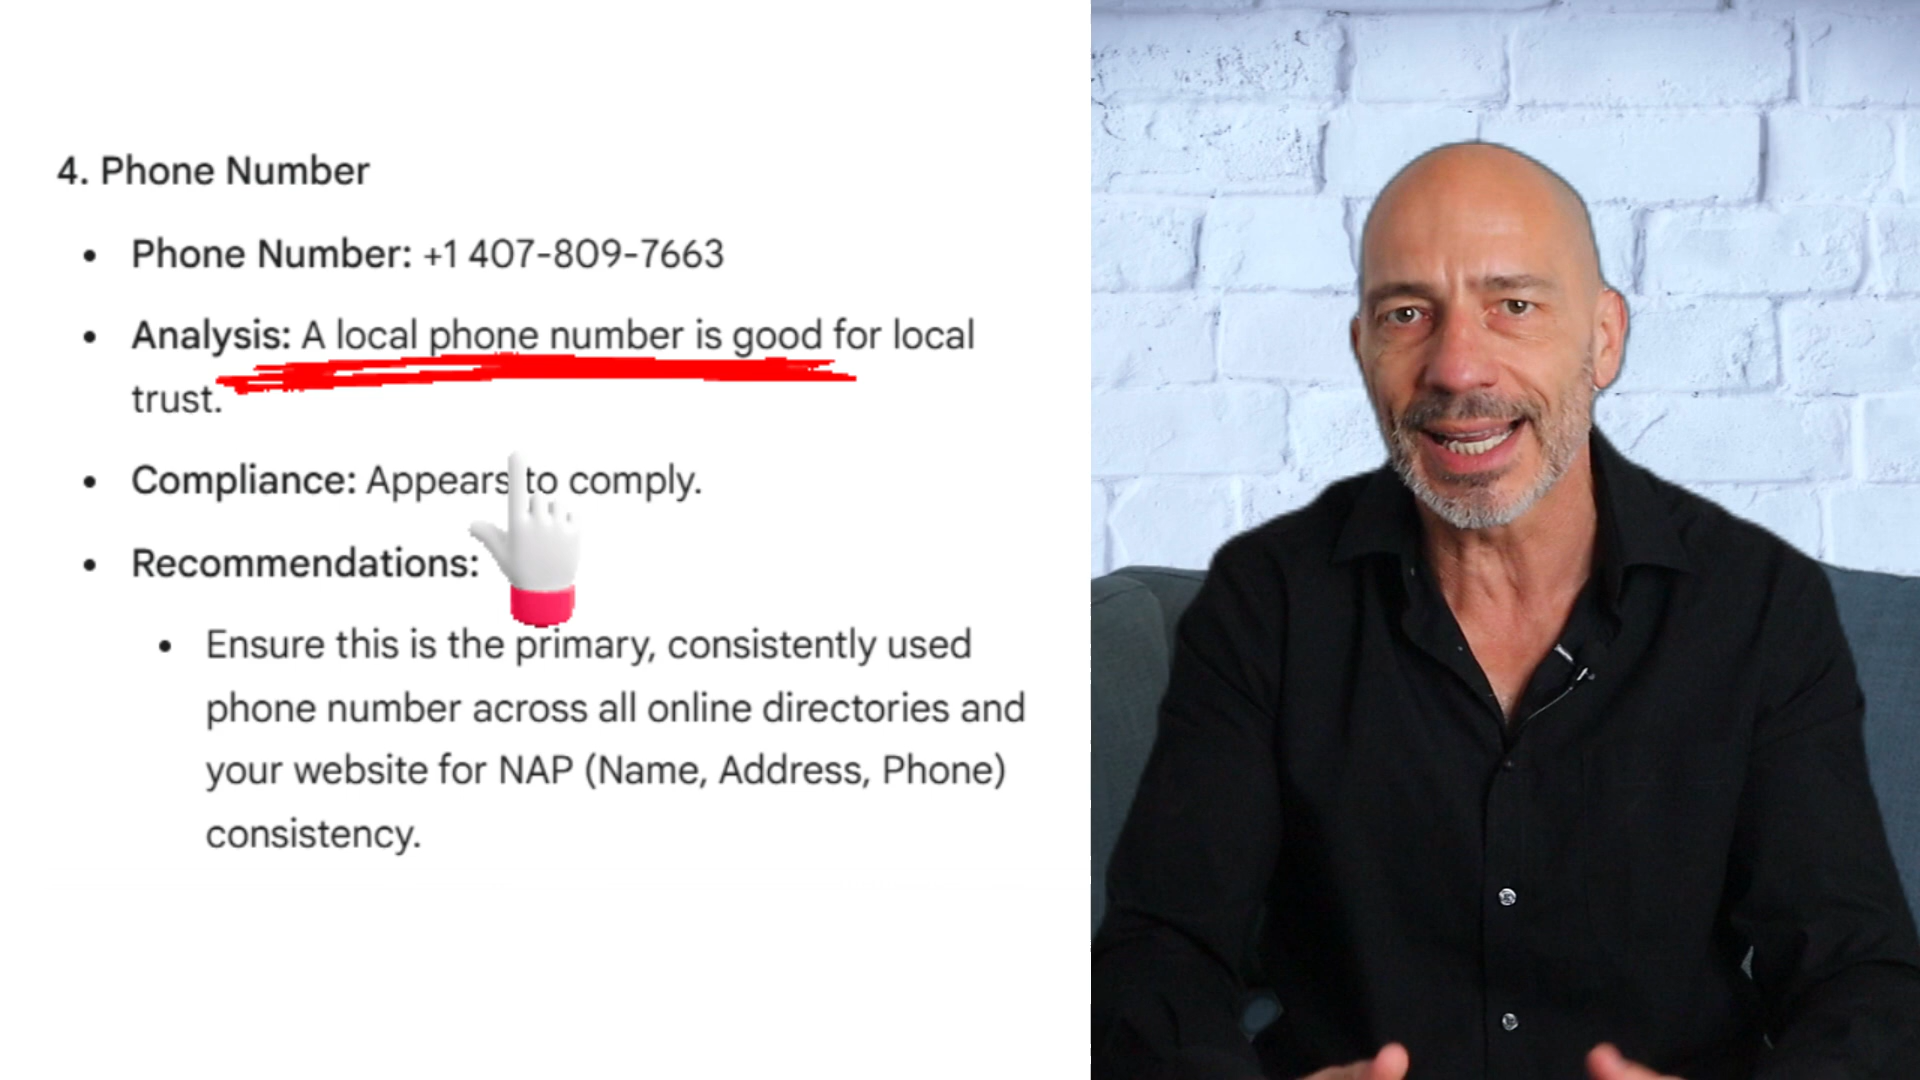 4. Phone Number
• Phone Number: +1 407-809-7663
• Analysis: A local phone number is good for local
trust.
• Compliance: Appears to comply.
• Recommendations:
• Ensure this is the primary, consistently used
phone number across all online directories and
your website for NAP (Name, Address, Phone)
consistency.